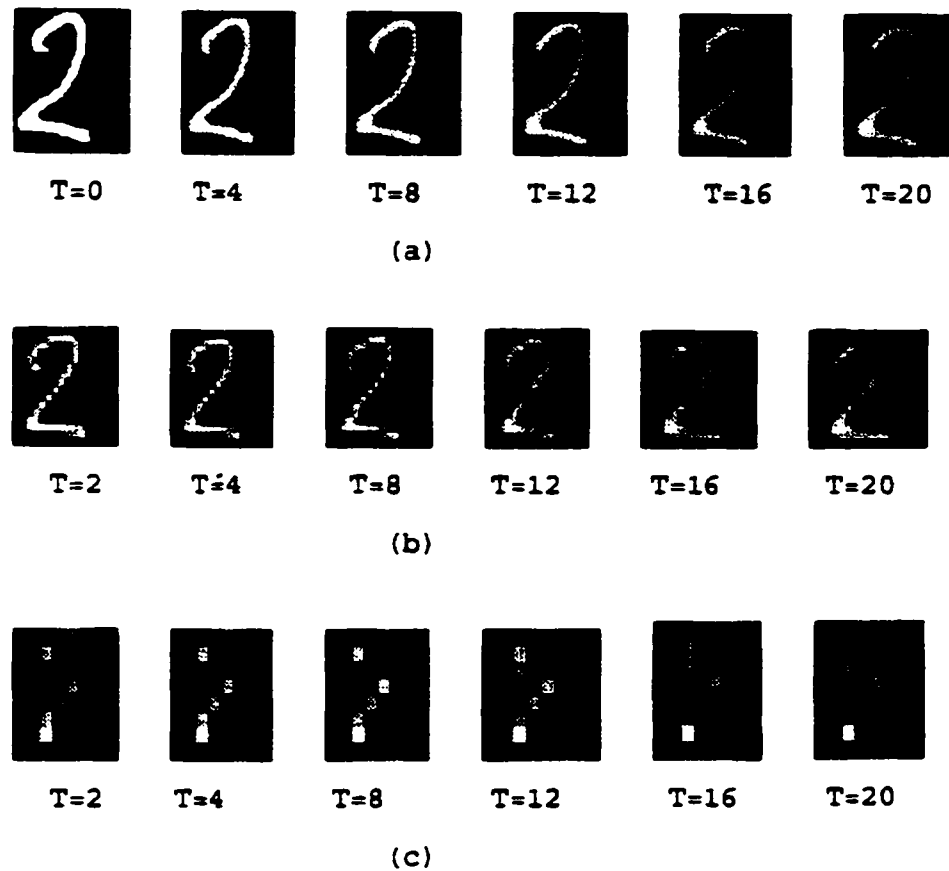 T=0 T=4 T=8 T=12 T=16 T=20
(a)
T=2 T=4 T=8 T=12 T=16 T=20
(b)
T=2 T=4 T=8 T=12 T=16 T=20
(c)